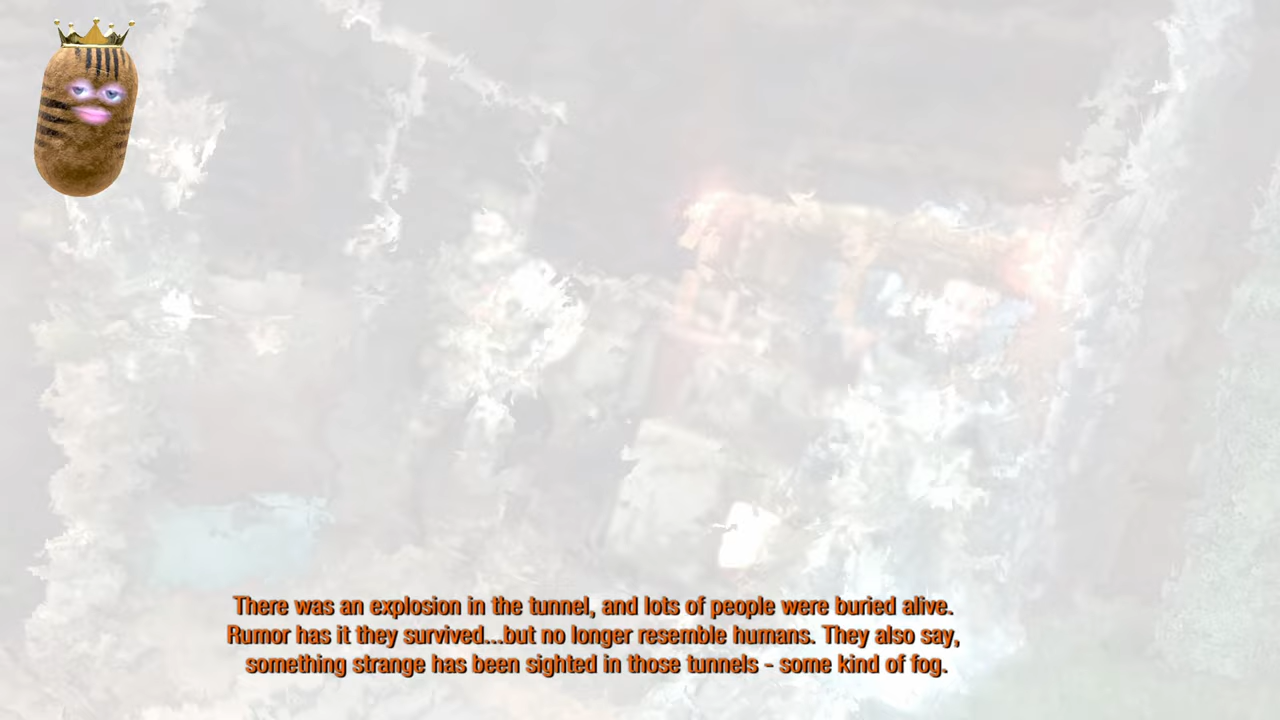 There was an explosion in the tunnel, and lots of people were buried alive.
Rumor has it they survived...but no longer resemble humans. They also say,
something strange has been sighted in those tunnels - some kind of fog.